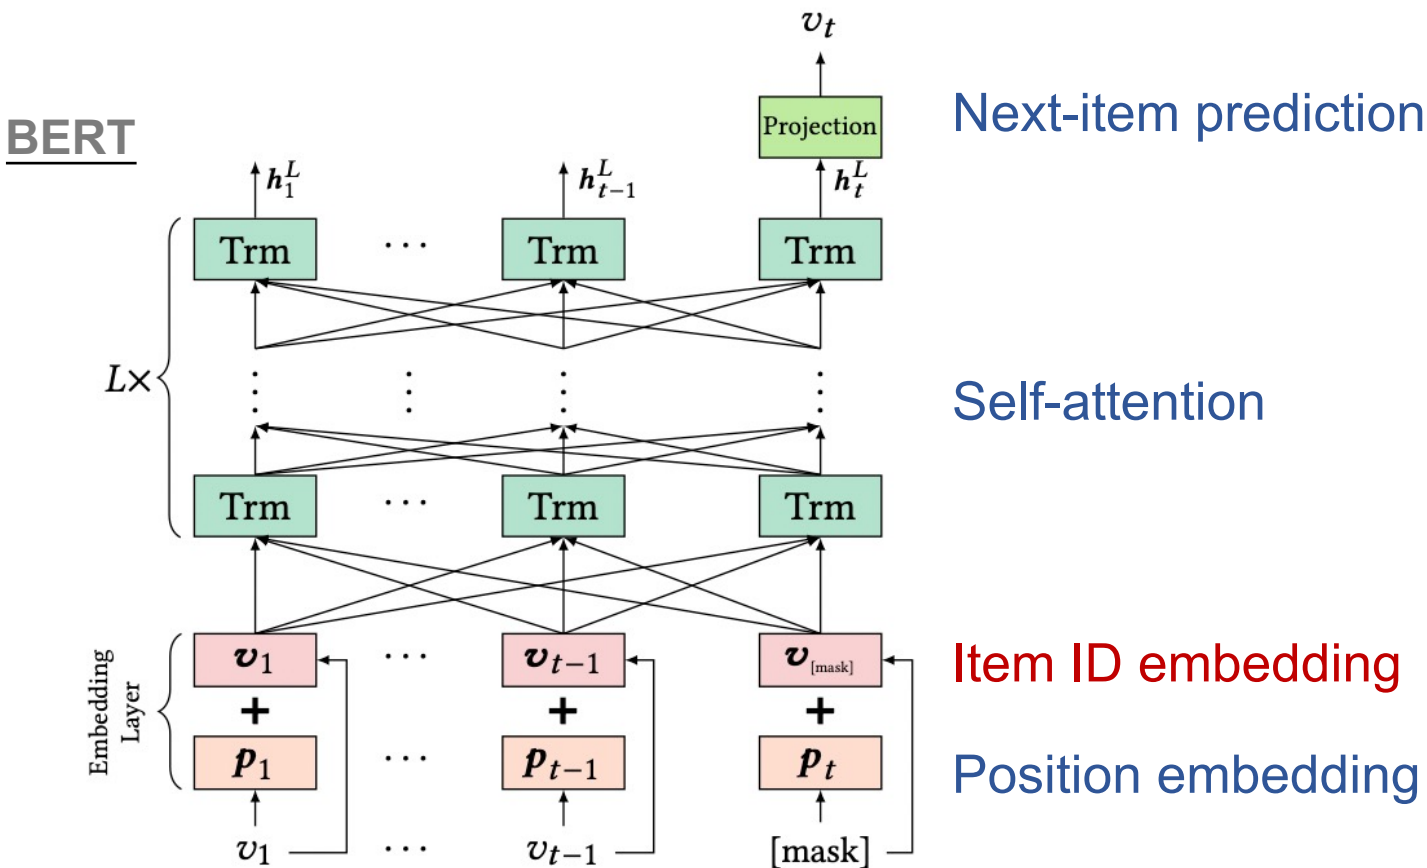 v_t
Projection
Next-item prediction
BERT
h_1^L
h_{t-1}^L
h_t^L
Trm ··· Trm Trm
L×
Self-attention
Trm ··· Trm Trm
Embedding
Layer
v_1 ··· v_{t-1} v_{[mask]}
Item ID embedding
+ + +
p_1 ··· p_{t-1} p_t
Position embedding
v_1 ··· v_{t-1} [mask]